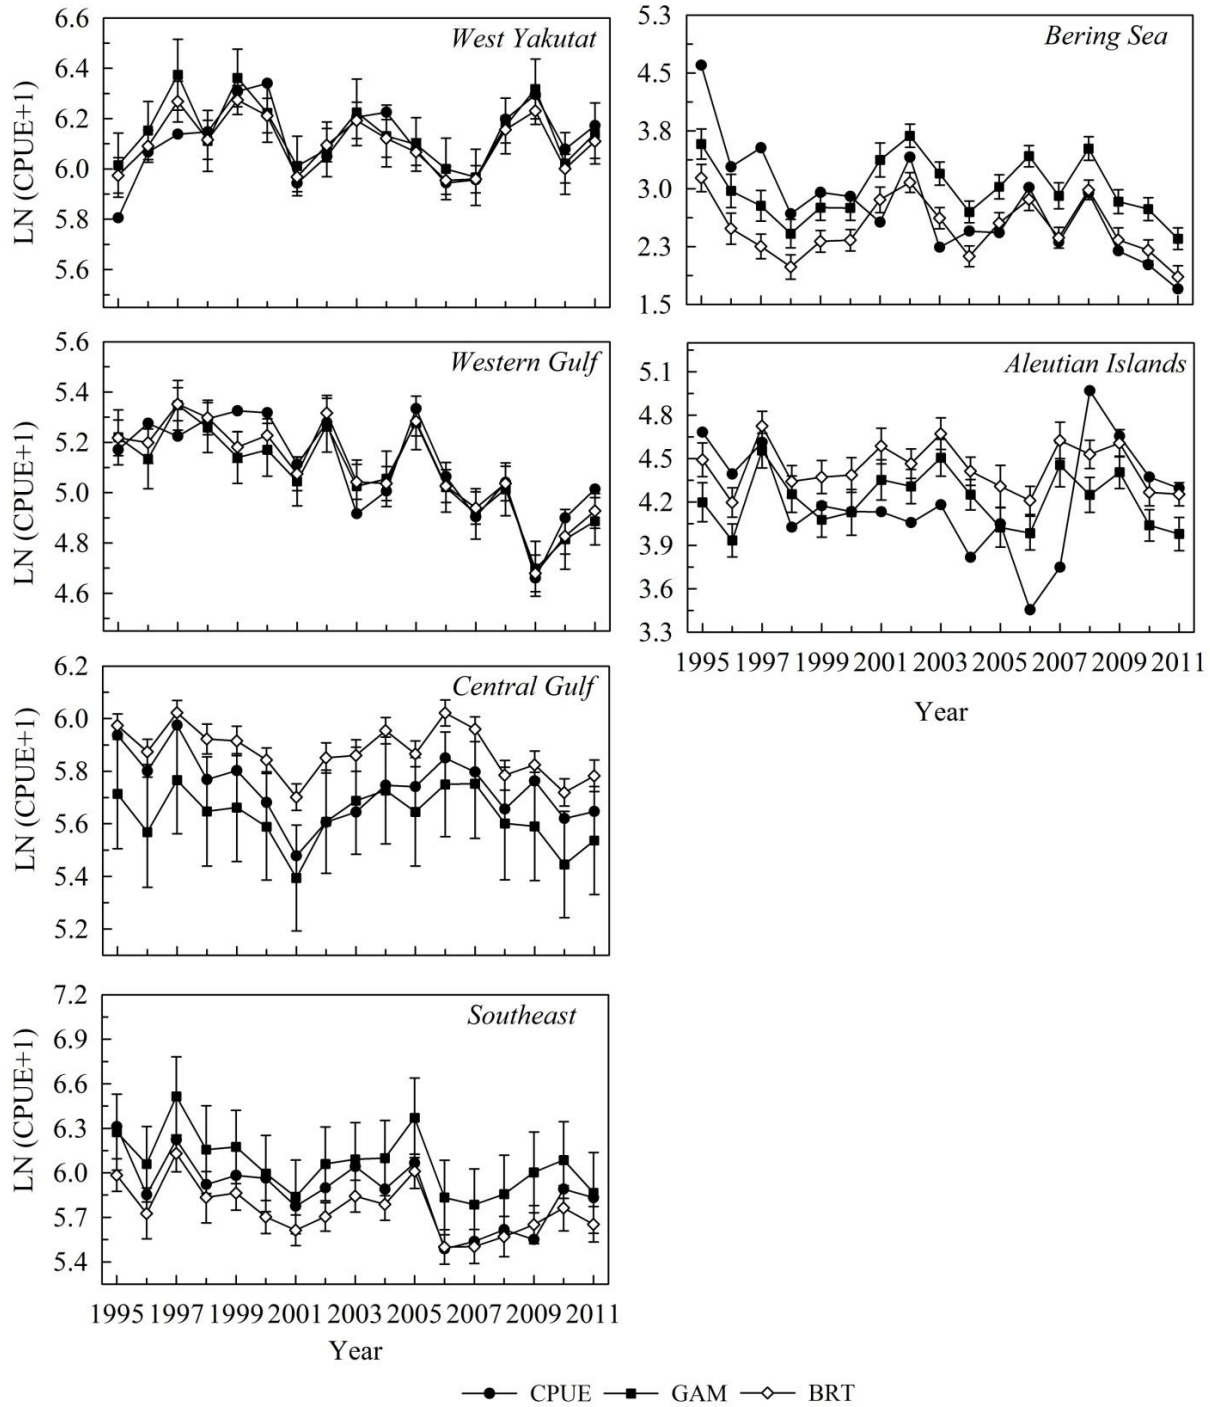 West Yakutat
LN (CPUE+1)
6.6
6.4
6.2
6.0
5.8
5.6
Western Gulf
LN (CPUE+1)
5.6
5.4
5.2
5.0
4.8
4.6
Central Gulf
LN (CPUE+1)
6.2
6.0
5.8
5.6
5.4
5.2
Southeast
LN (CPUE+1)
7.2
6.9
6.6
6.3
6.0
5.7
5.4
1995 1997 1999 2001 2003 2005 2007 2009 2011
Year
Bering Sea
5.3
4.5
3.8
3.0
2.3
1.5
Aleutian Islands
5.1
4.8
4.5
4.2
3.9
3.6
3.3
1995 1997 1999 2001 2003 2005 2007 2009 2011
Year
CPUE GAM BRT